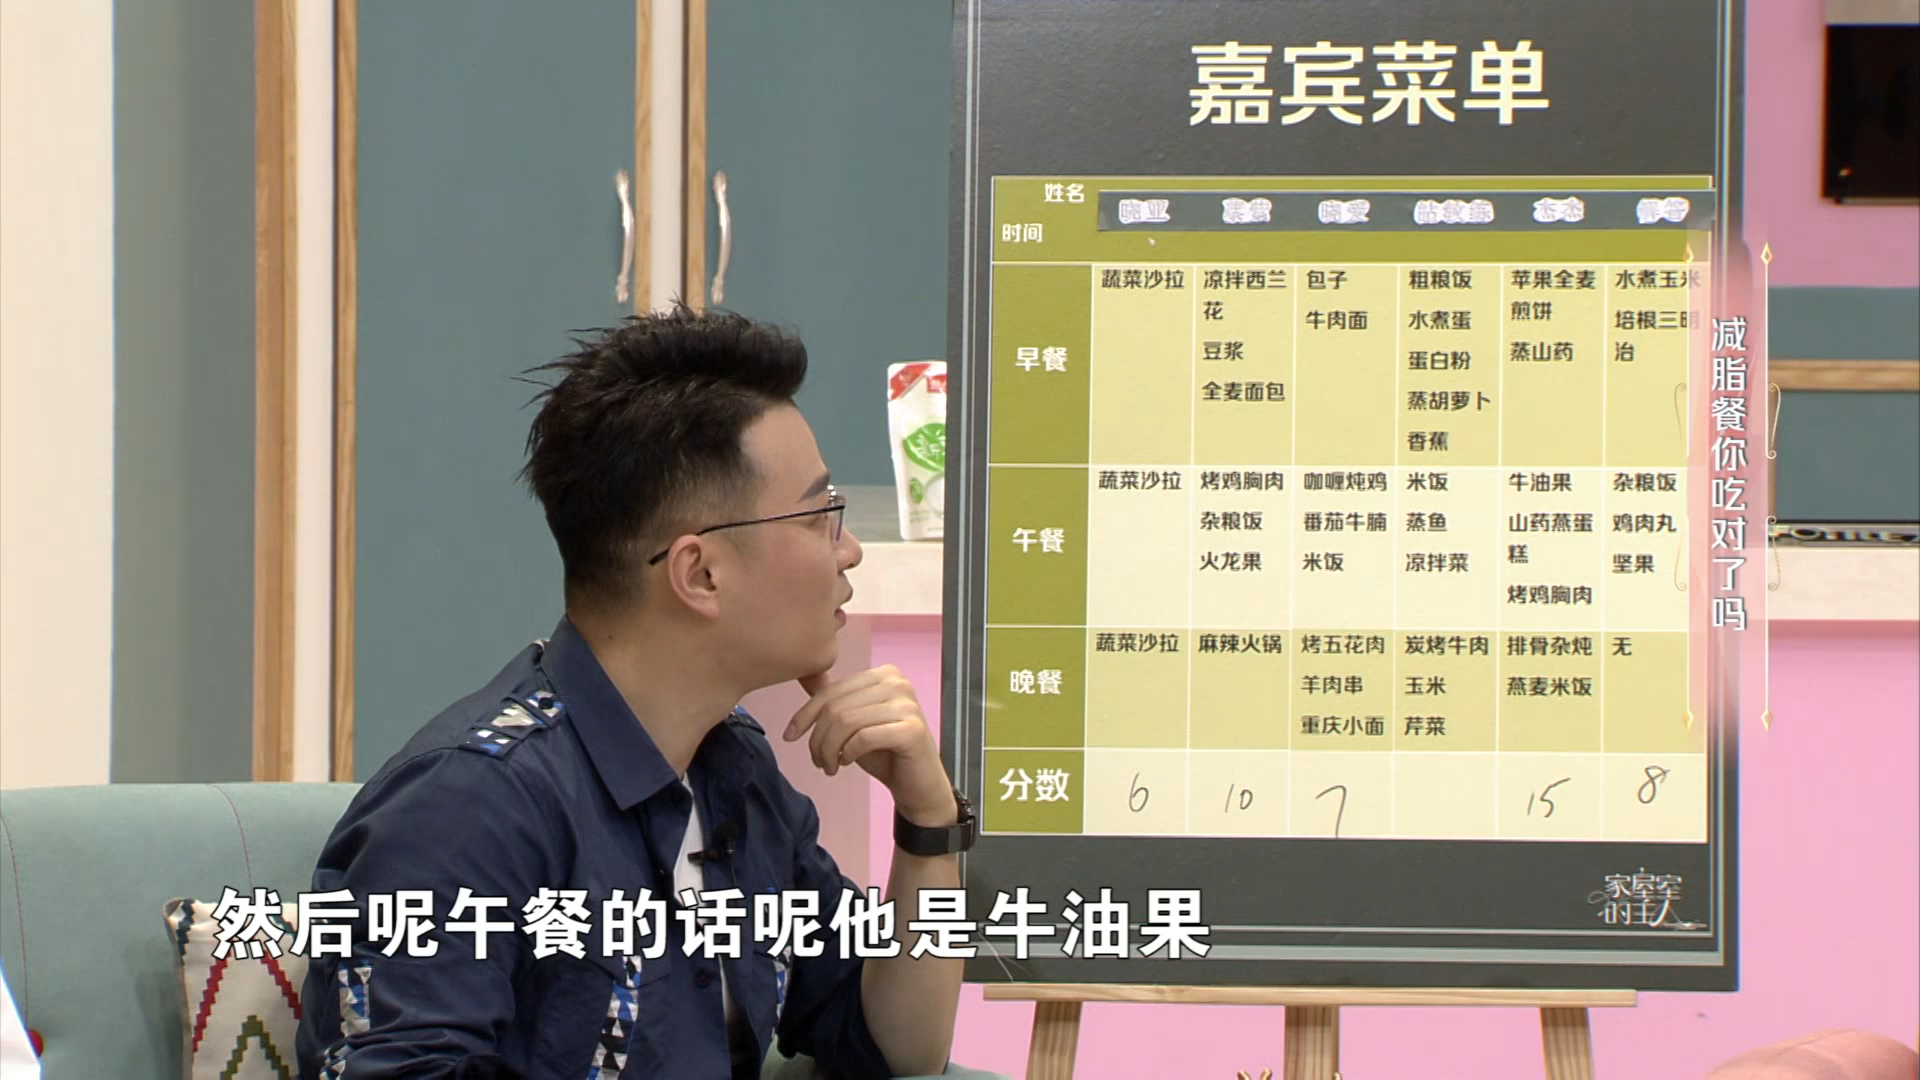 嘉宾菜单
姓名
时间
晓亚
晓爱
杰杰
早餐
蔬菜沙拉
凉拌西兰
花
豆浆
全麦面包
包子
牛肉面
粗粮饭
水煮蛋
蛋白粉
蒸胡萝卜
香蕉
苹果全麦
煎饼
蒸山药
水煮玉米
培根三明
治
午餐
蔬菜沙拉
烤鸡胸肉
杂粮饭
火龙果
咖喱炖鸡
番茄牛腩
米饭
米饭
蒸鱼
凉拌菜
牛油果
山药燕蛋
糕
烤鸡胸肉
杂粮饭
鸡肉丸
坚果
晚餐
蔬菜沙拉
麻辣火锅
烤五花肉
羊肉串
重庆小面
炭烤牛肉
玉米
芹菜
排骨杂炖
燕麦米饭
无
分数
6
10
7
15
8
家屋室
的主人
减脂餐你吃对了吗
然后呢午餐的话呢他是牛油果